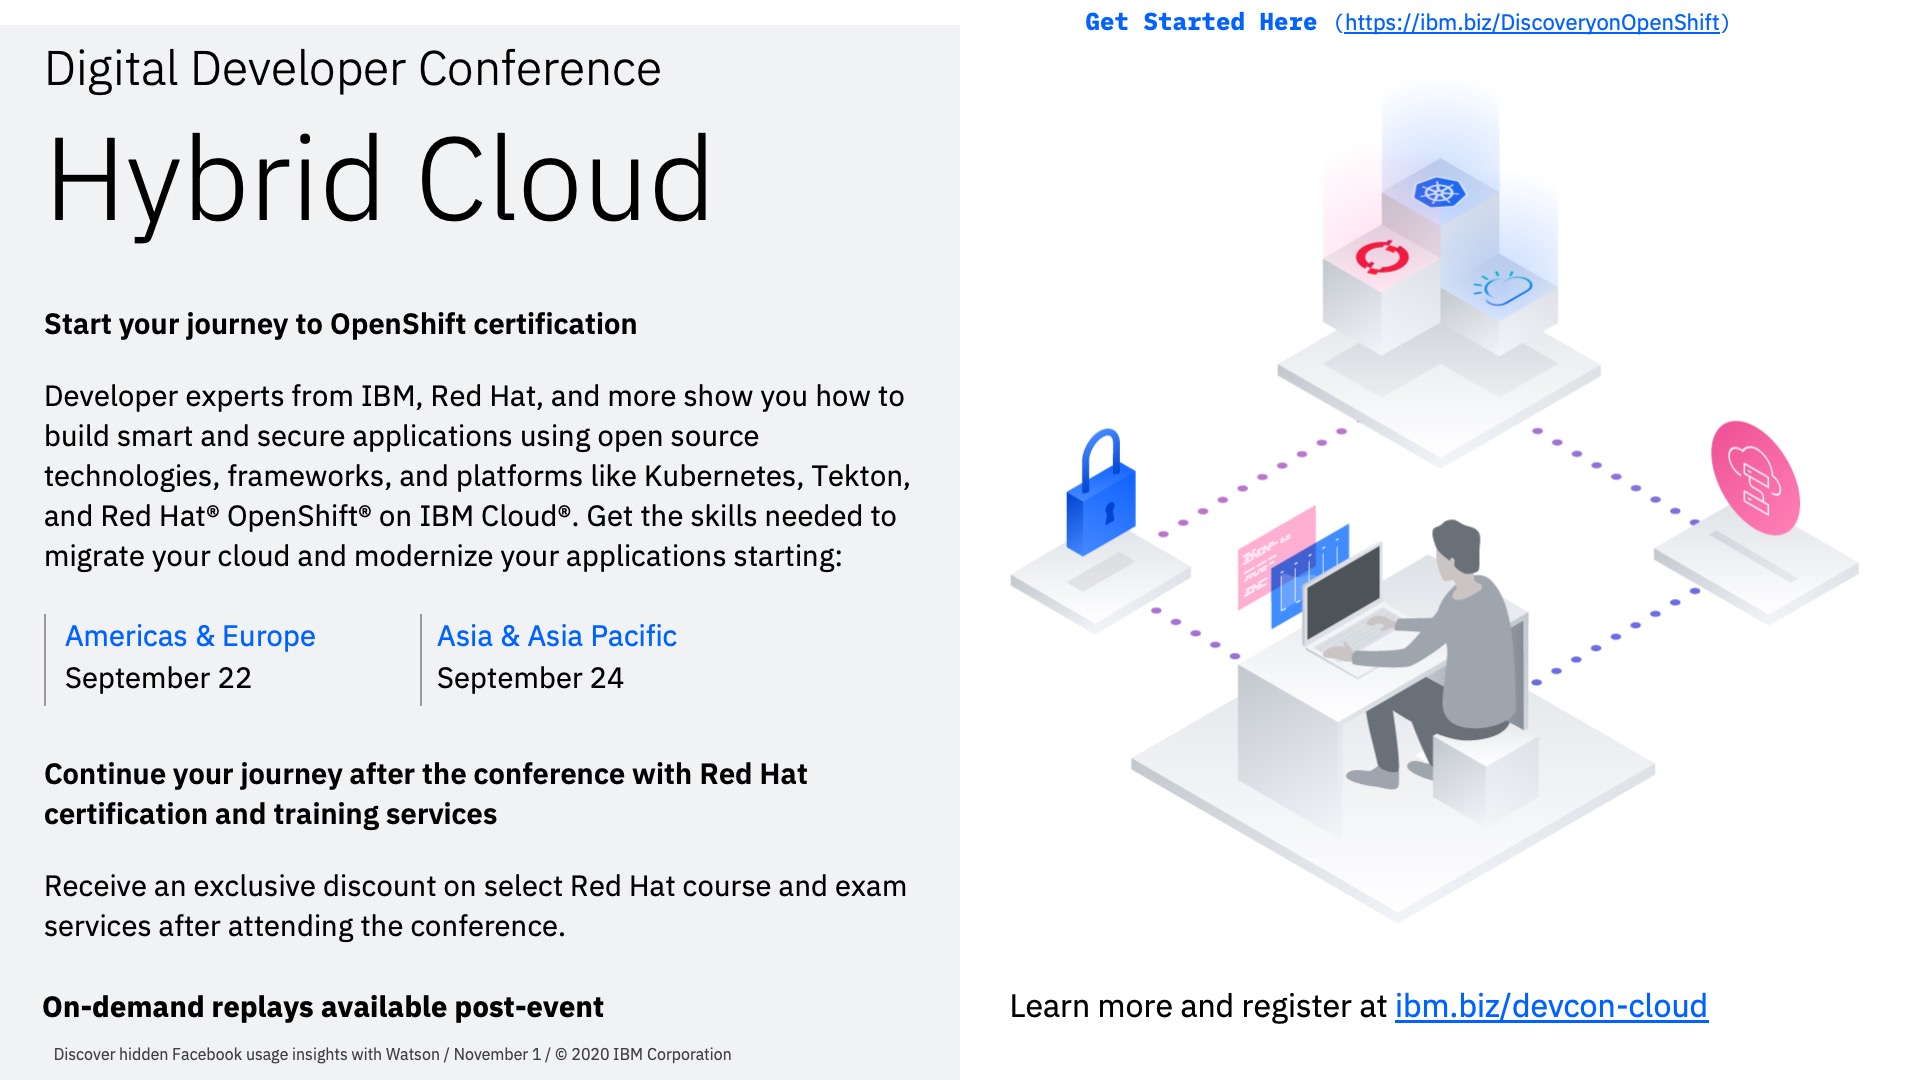 Get Started Here (https://ibm.biz/DiscoveryonOpenShift)
Digital Developer Conference
Hybrid Cloud
Start your journey to OpenShift certification
Developer experts from IBM, Red Hat, and more show you how to
build smart and secure applications using open source
technologies, frameworks, and platforms like Kubernetes, Tekton,
and Red Hat® OpenShift® on IBM Cloud®. Get the skills needed to
migrate your cloud and modernize your applications starting:
Americas & Europe
September 22
Asia & Asia Pacific
September 24
Continue your journey after the conference with Red Hat
certification and training services
Receive an exclusive discount on select Red Hat course and exam
services after attending the conference.
On-demand replays available post-event
Discover hidden Facebook usage insights with Watson / November 1 / © 2020 IBM Corporation
Learn more and register at ibm.biz/devcon-cloud